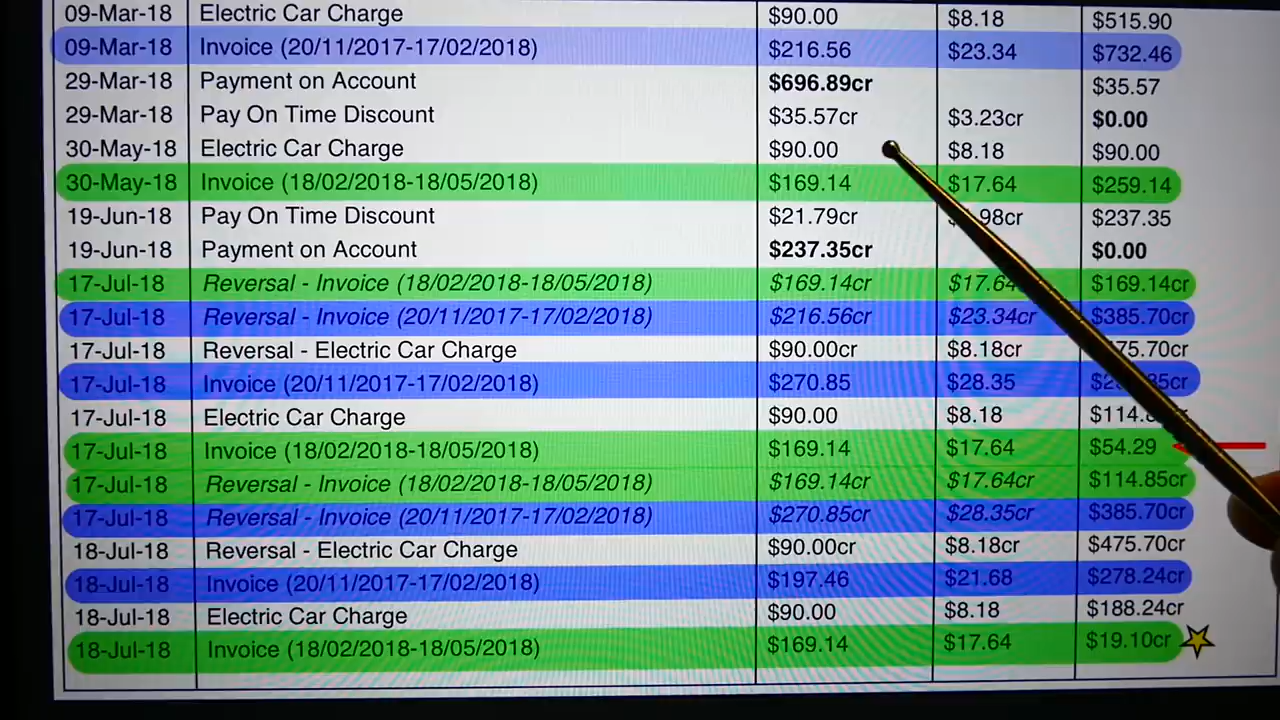 09-Mar-18 Electric Car Charge $90.00 $8.18 $515.90
09-Mar-18 Invoice (20/11/2017-17/02/2018) $216.56 $23.34 $732.46
29-Mar-18 Payment on Account $696.89cr $35.57
29-Mar-18 Pay On Time Discount $35.57cr $3.23cr $0.00
30-May-18 Electric Car Charge $90.00 $8.18 $90.00
30-May-18 Invoice (18/02/2018-18/05/2018) $169.14 $17.64 $259.14
19-Jun-18 Pay On Time Discount $21.79cr $237.35
19-Jun-18 Payment on Account $237.35cr $0.00
17-Jul-18 Reversal - Invoice (18/02/2018-18/05/2018) $169.14cr $17.64cr $169.14cr
17-Jul-18 Reversal - Invoice (20/11/2017-17/02/2018) $216.56cr $23.34cr $385.70cr
17-Jul-18 Reversal - Electric Car Charge $90.00cr $8.18cr
17-Jul-18 Invoice (20/11/2017-17/02/2018) $270.85 $28.35
17-Jul-18 Electric Car Charge $90.00 $8.18
17-Jul-18 Invoice (18/02/2018-18/05/2018) $169.14 $17.64 $54.29
17-Jul-18 Reversal - Invoice (18/02/2018-18/05/2018) $169.14cr $17.64cr $114.85cr
17-Jul-18 Reversal - Invoice (20/11/2017-17/02/2018) $270.85cr $28.35cr $385.70cr
18-Jul-18 Reversal - Electric Car Charge $90.00cr $8.18cr $475.70cr
18-Jul-18 Invoice (20/11/2017-17/02/2018) $197.46 $21.68 $278.24cr
18-Jul-18 Electric Car Charge $90.00 $8.18 $188.24cr
18-Jul-18 Invoice (18/02/2018-18/05/2018) $169.14 $17.64 $19.10cr